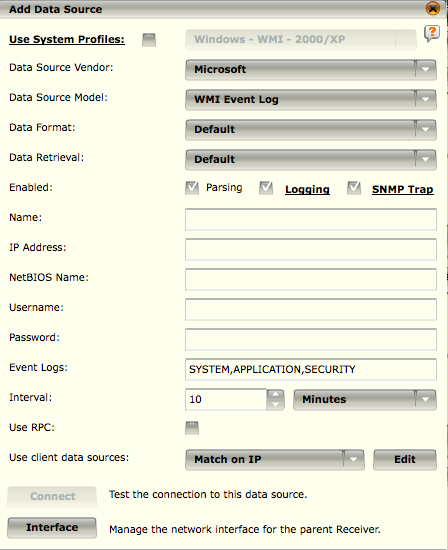 Add Data Source
Use System Profiles: Windows - WMI - 2000/XP ?
Data Source Vendor: Microsoft
Data Source Model: WMI Event Log
Data Format: Default
Data Retrieval: Default
Enabled: Parsing Logging SNMP Trap
Name:
IP Address:
NetBIOS Name:
Username:
Password:
Event Logs: SYSTEM,APPLICATION,SECURITY
Interval: 10 Minutes
Use RPC:
Use client data sources: Match on IP Edit
Connect Test the connection to this data source.
Interface Manage the network interface for the parent Receiver.